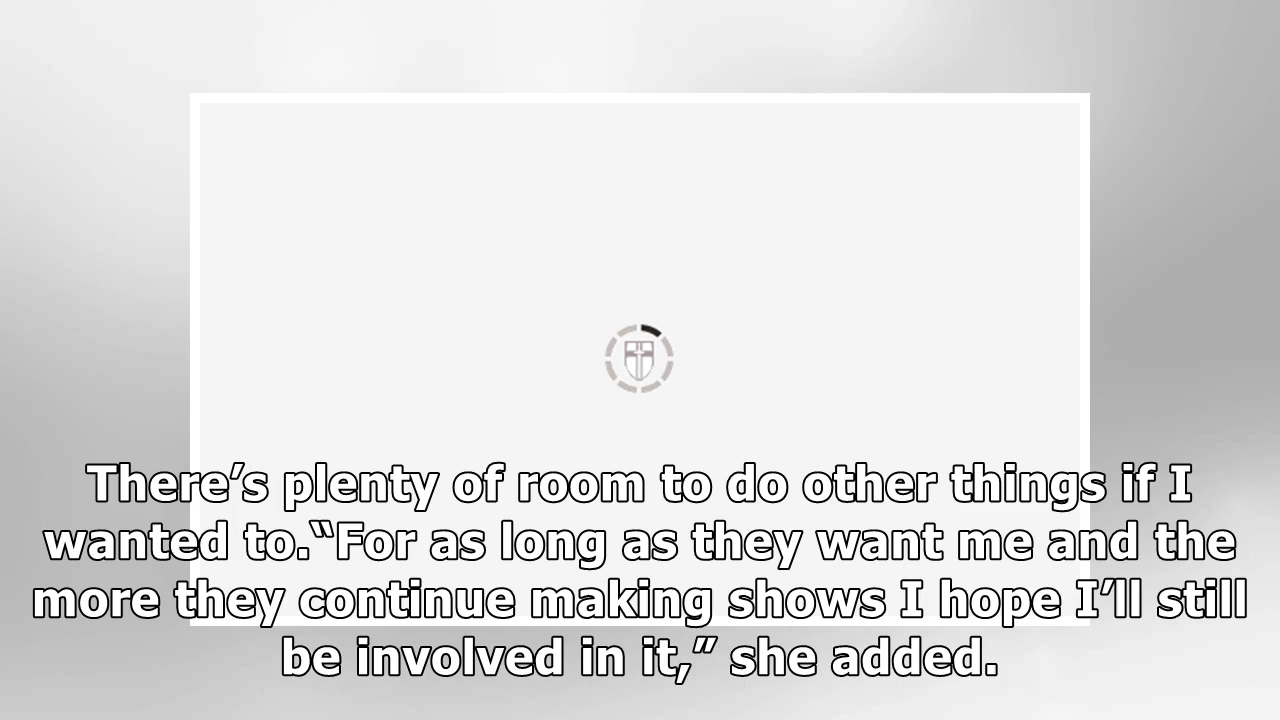 There’s plenty of room to do other things if I
wanted to.“For as long as they want me and the
more they continue making shows I hope I’ll still
be involved in it,” she added.